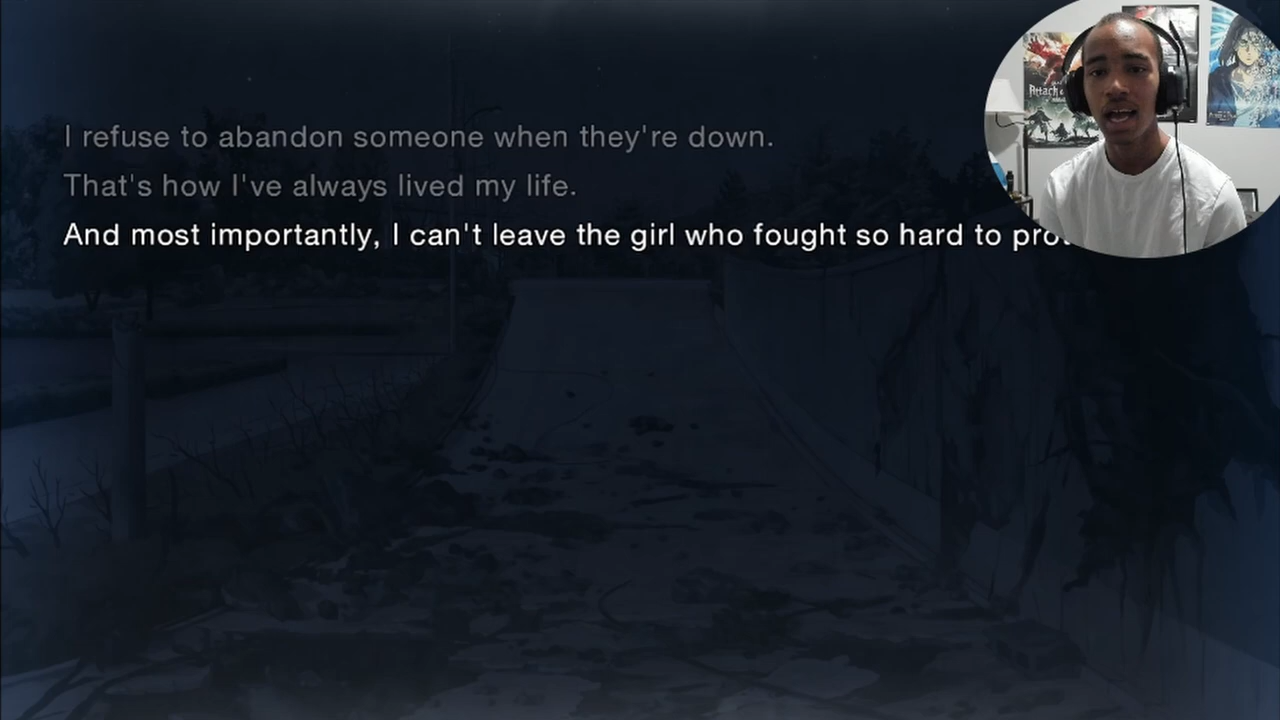 I refuse to abandon someone when they're down.
That's how I've always lived my life.
And most importantly, I can't leave the girl who fought so hard to
Attack